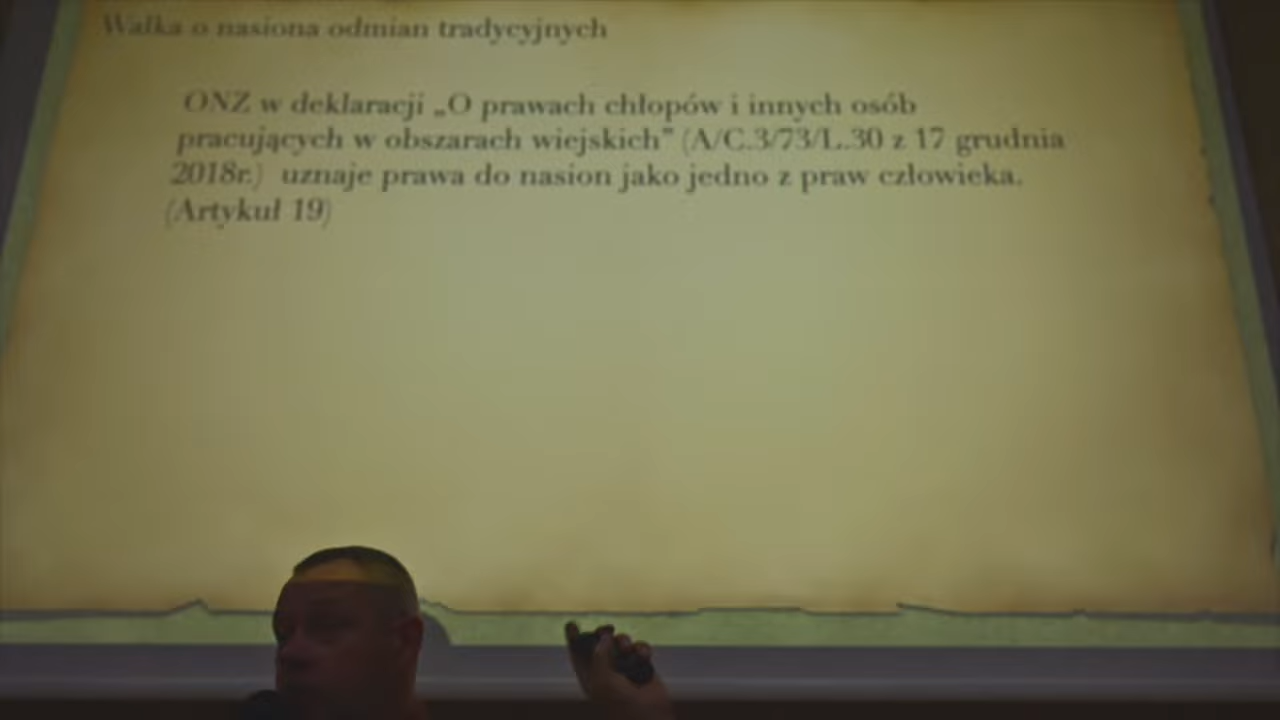 Walka o nasiona odmian tradycyjnych
ONZ w deklaracji „O prawach chłopów i innych osób
pracujących w obszarach wiejskich” (A/C.3/73/L.30 z 17 grudnia
2018r.) uznaje prawa do nasion jako jedno z praw człowieka.
(Artykuł 19)